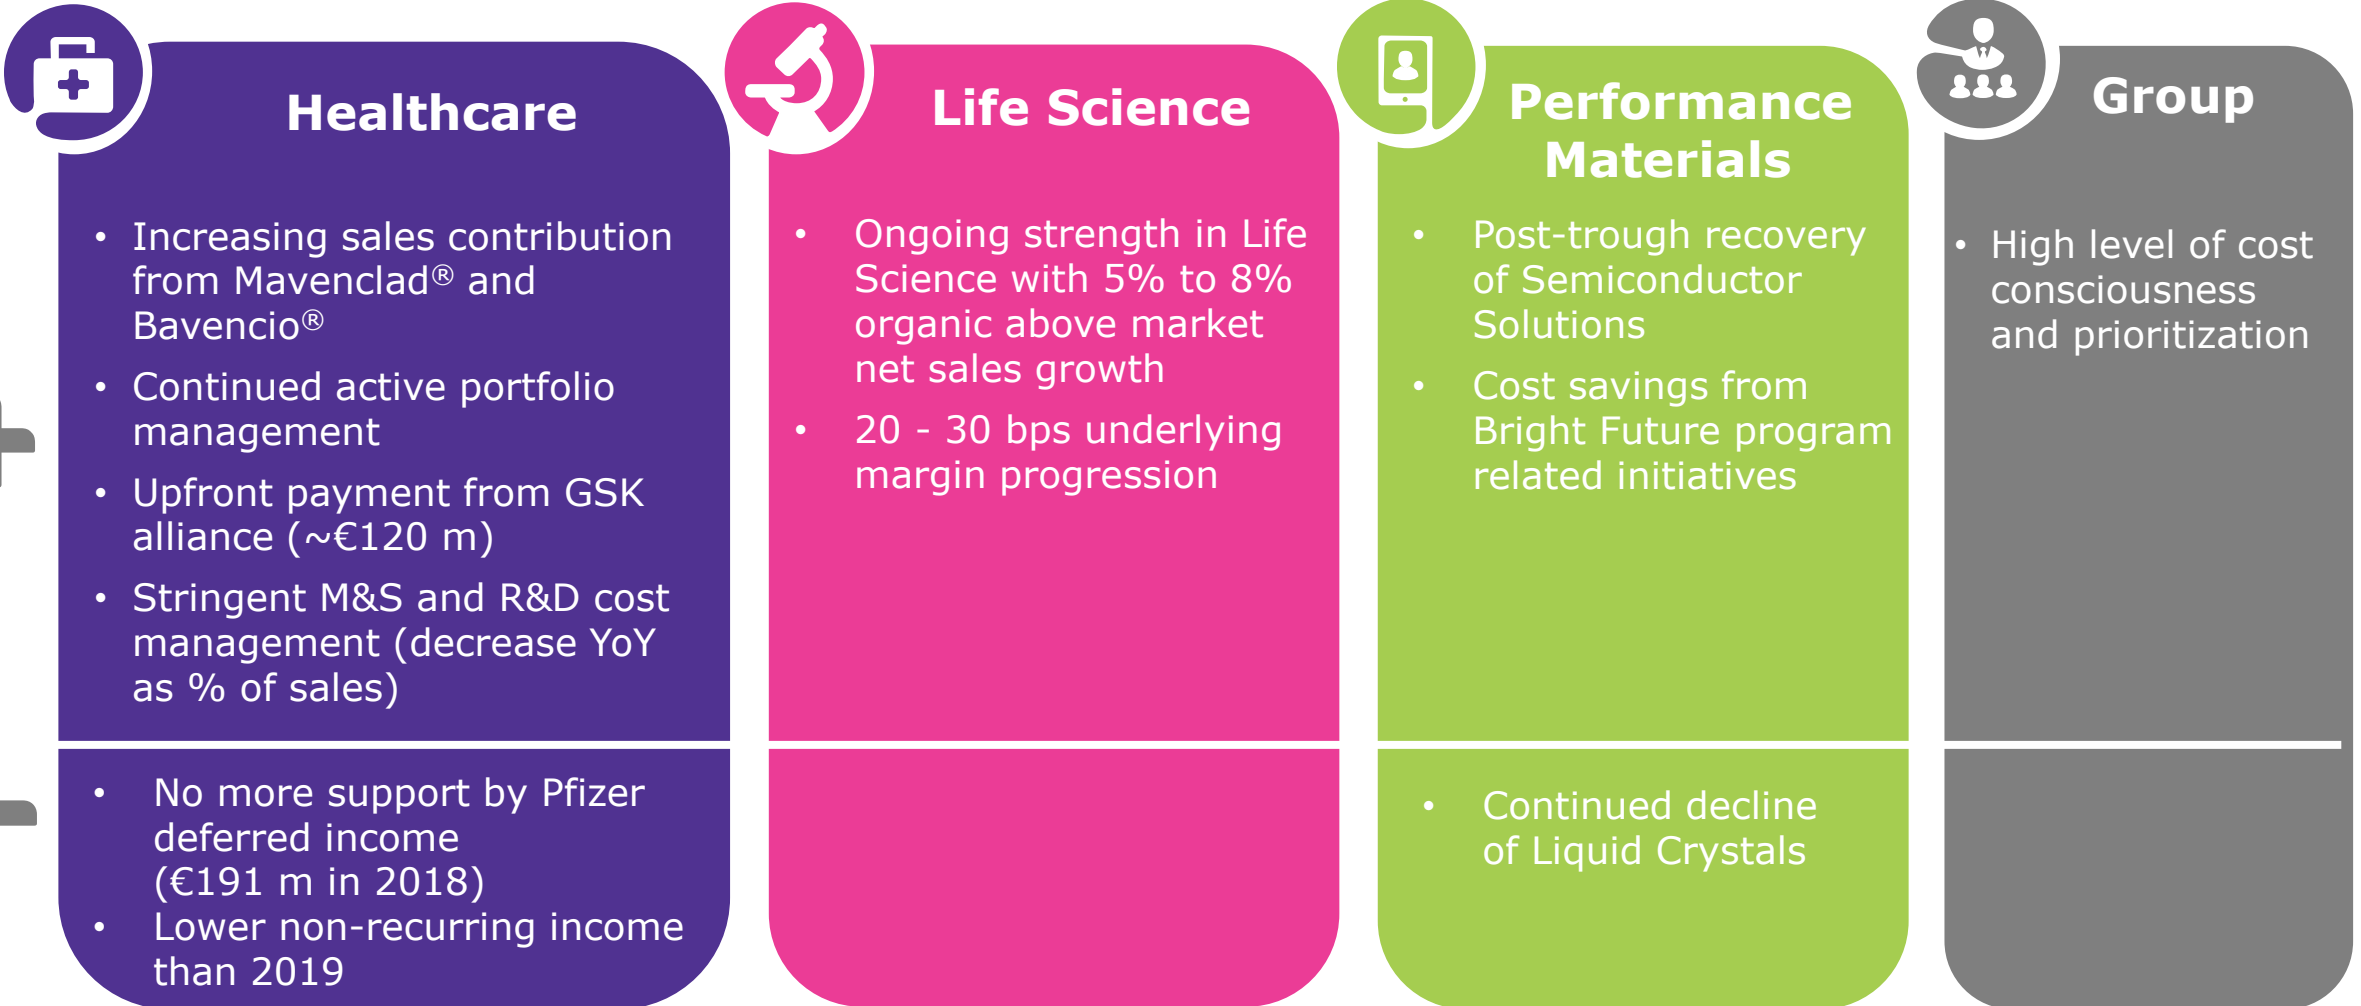 Healthcare
• Increasing sales contribution
from Mavenclad® and
Bavencio®
• Continued active portfolio
management
• Upfront payment from GSK
alliance (~€120 m)
• Stringent M&S and R&D cost
management (decrease YoY
as % of sales)
• No more support by Pfizer
deferred income
(€191 m in 2018)
• Lower non-recurring income
than 2019
Life Science
• Ongoing strength in Life
Science with 5% to 8%
organic above market
net sales growth
• 20 - 30 bps underlying
margin progression
Performance
Materials
• Post-trough recovery
of Semiconductor
Solutions
• Cost savings from
Bright Future program
related initiatives
• Continued decline
of Liquid Crystals
Group
• High level of cost
consciousness
and prioritization